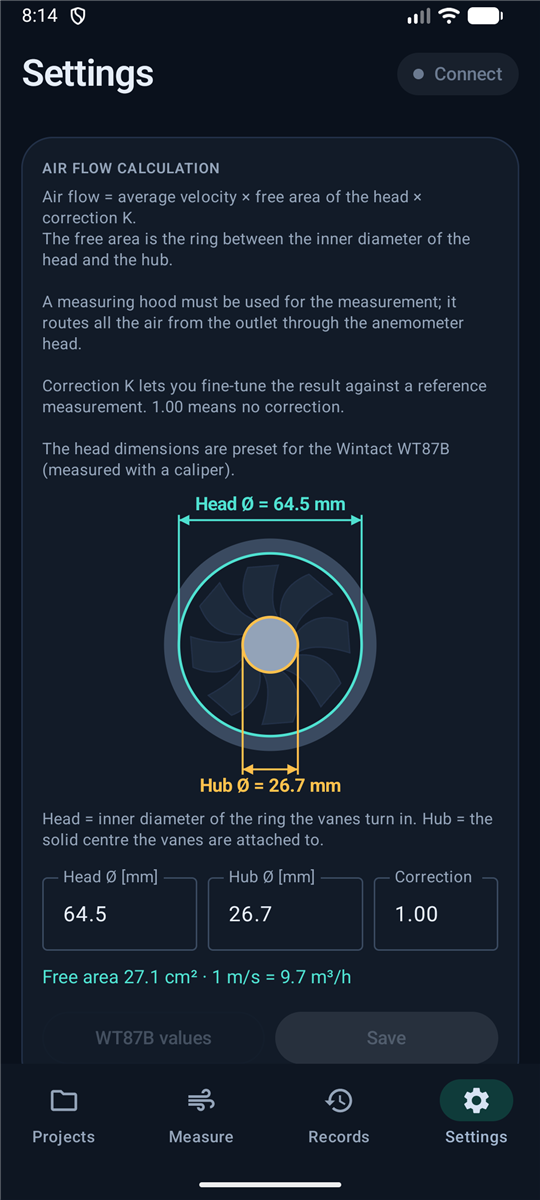 8:14
Settings
Connect
AIR FLOW CALCULATION
Air flow = average velocity × free area of the head ×
correction K.
The free area is the ring between the inner diameter of the
head and the hub.
A measuring hood must be used for the measurement; it
routes all the air from the outlet through the anemometer
head.
Correction K lets you fine-tune the result against a reference
measurement. 1.00 means no correction.
The head dimensions are preset for the Wintact WT87B
(measured with a caliper).
Head Ø = 64.5 mm
Hub Ø = 26.7 mm
Head = inner diameter of the ring the vanes turn in. Hub = the
solid centre the vanes are attached to.
Head Ø [mm] Hub Ø [mm] Correction
64.5 26.7 1.00
Free area 27.1 cm² · 1 m/s = 9.7 m³/h
WT87B values Save
Projects Measure Records Settings